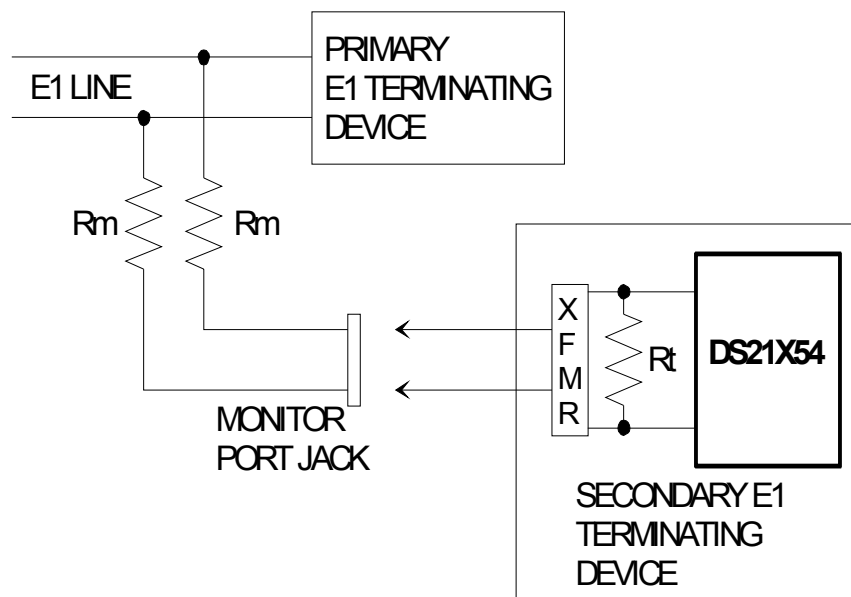 PRIMARY
E1 TERMINATING
DEVICE
E1 LINE
Rm
Rm
X
F
M
R
Rt
DS21X54
MONITOR
PORT JACK
SECONDARY E1
TERMINATING
DEVICE